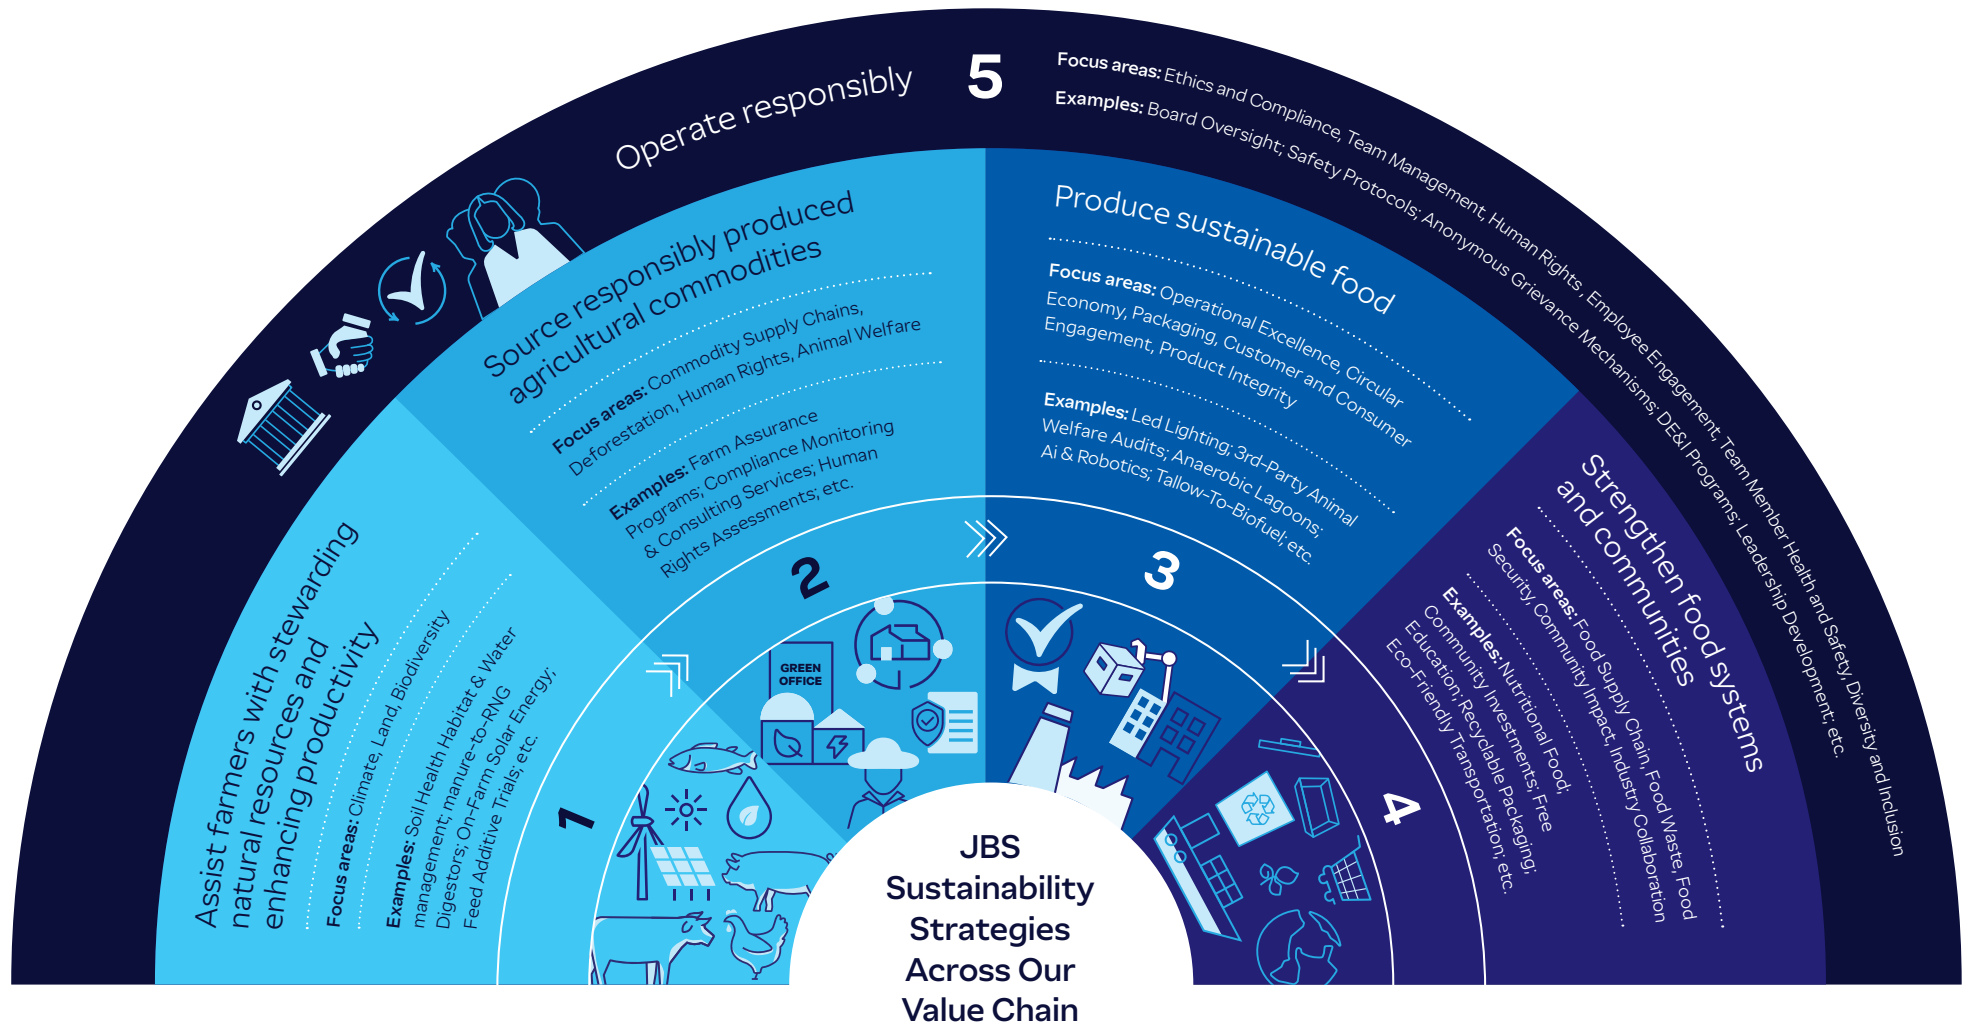 Operate responsibly
5
Focus areas: Ethics and Compliance, Team Management, Human Rights , Employee Engagement, Team Member Health and Safety, Diversity and Inclusion
Examples: Board Oversight; Safety Protocols; Anonymous Grievance Mechanisms; DE&I Programs; Leadership Development; etc.
Assist farmers with stewarding
natural resources and
enhancing productivity
Focus areas: Climate, Land, Biodiversity
Examples: Soil Health Habitat & Water
management; manure-to-RNG
Digestors; On-Farm Solar Energy;
Feed Additive Trials; etc.
1
Source responsibly produced
agricultural commodities
Focus areas: Commodity Supply Chains,
Deforestation, Human Rights, Animal Welfare
Examples: Farm Assurance
Programs; Compliance Monitoring
& Consulting Services; Human
Rights Assessments; etc.
2
GREEN
OFFICE
Produce sustainable food
Focus areas: Operational Excellence, Circular
Economy, Packaging, Customer and Consumer
Engagement, Product Integrity
Examples: Led Lighting; 3rd-Party Animal
Welfare Audits; Anaerobic Lagoons;
Ai & Robotics; Tallow-To-Biofuel; etc.
3
Strengthen food systems
and communities
Focus areas: Food Supply Chain, Food Waste, Food
Security, Community Impact, Industry Collaboration
Examples: Nutritional Food;
Community Investments; Free
Education; Recyclable Packaging;
Eco-Friendly Transportation; etc.
4
JBS
Sustainability
Strategies
Across Our
Value Chain